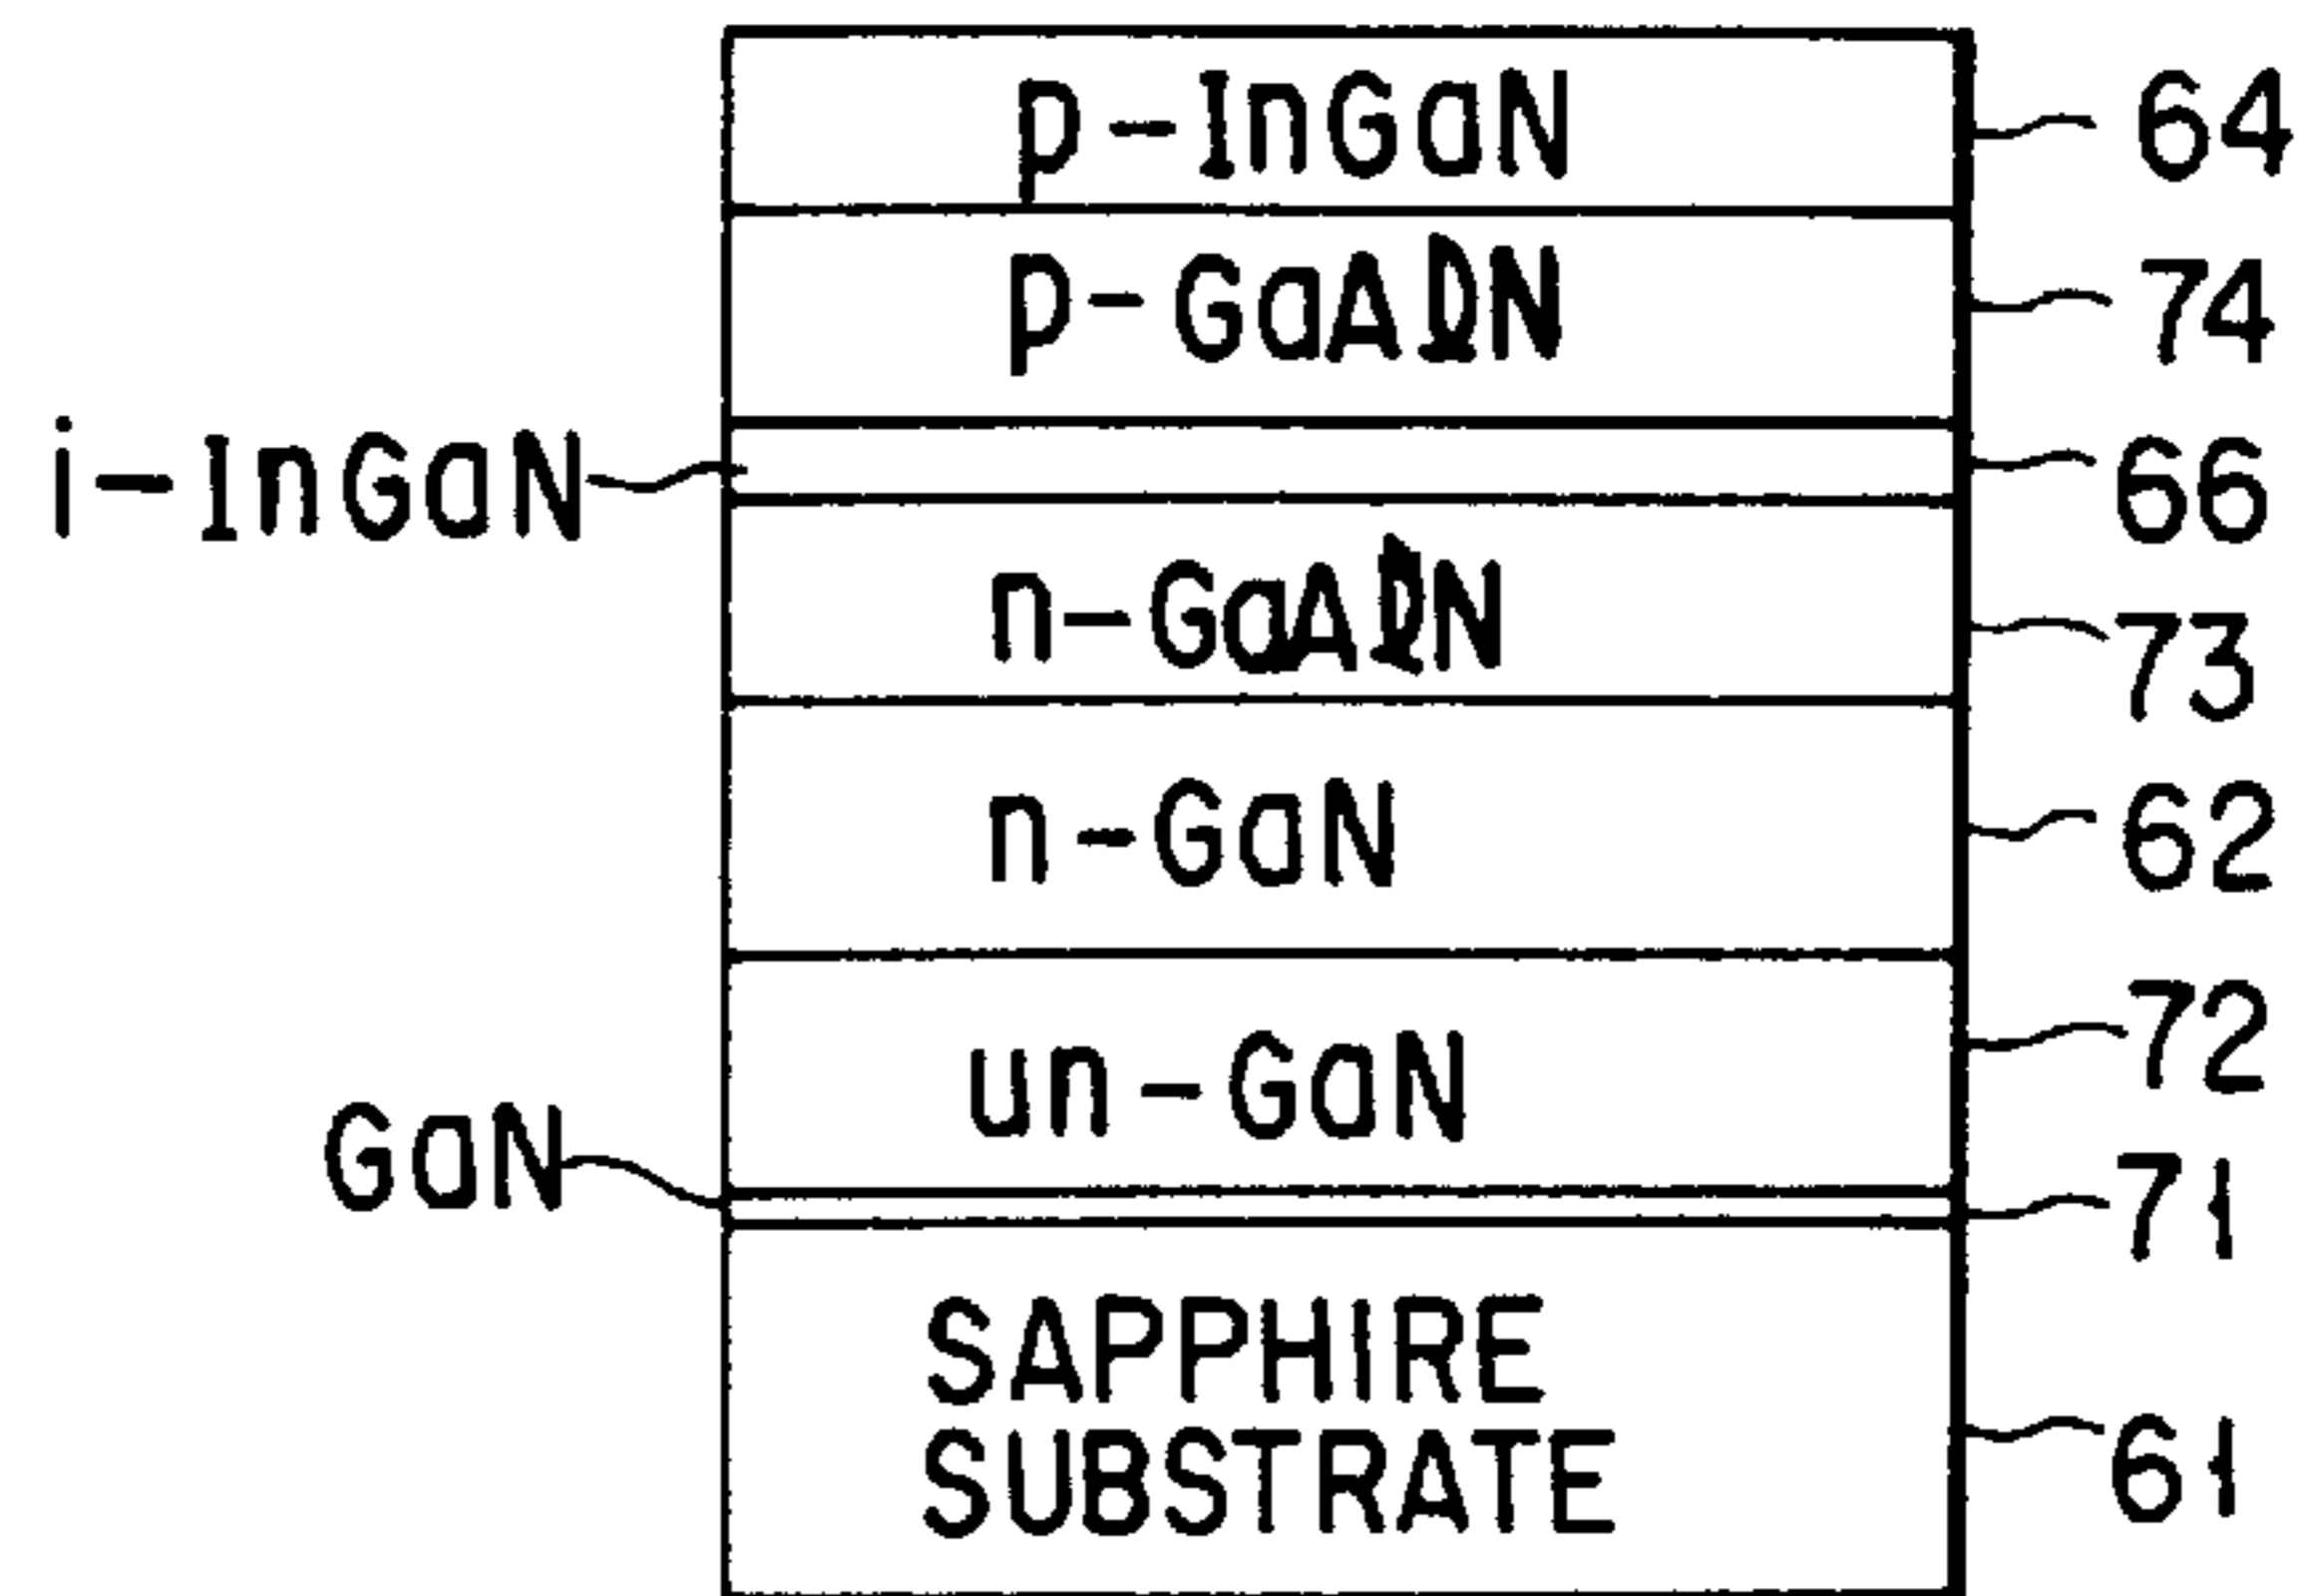 p-InGaN 64
p-GaAlN 74
i-InGaN 66
n-GaAlN 73
n-GaN 62
un-GaN 72
GaN 71
SAPPHIRE
SUBSTRATE 61